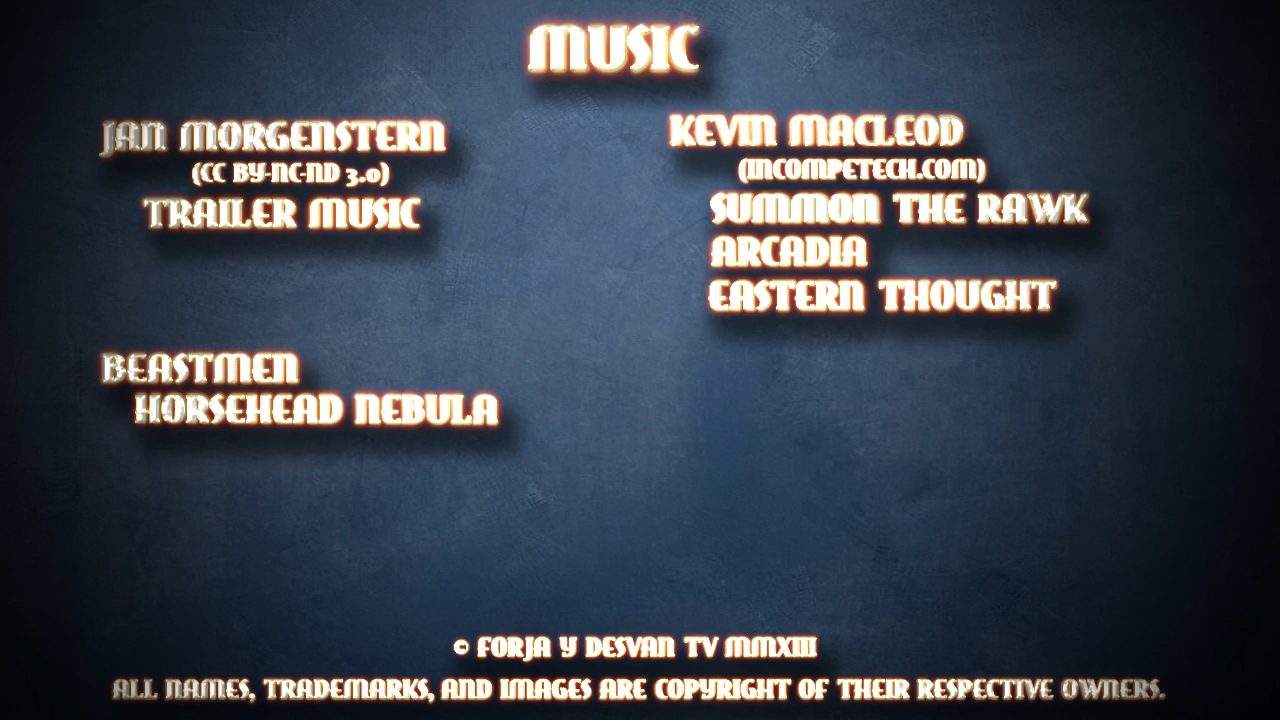 MUSIC
JAN MORGENSTERN
(CC BY-NC-ND 3.0)
TRAILER MUSIC
BEASTMEN
HORSEHEAD NEBULA
KEVIN MACLEOD
(INCOMPETECH.COM)
SUMMON THE RAWK
ARCADIA
EASTERN THOUGHT
© FORJA Y DESVAN TV MMXIII
ALL NAMES, TRADEMARKS, AND IMAGES ARE COPYRIGHT OF THEIR RESPECTIVE OWNERS.